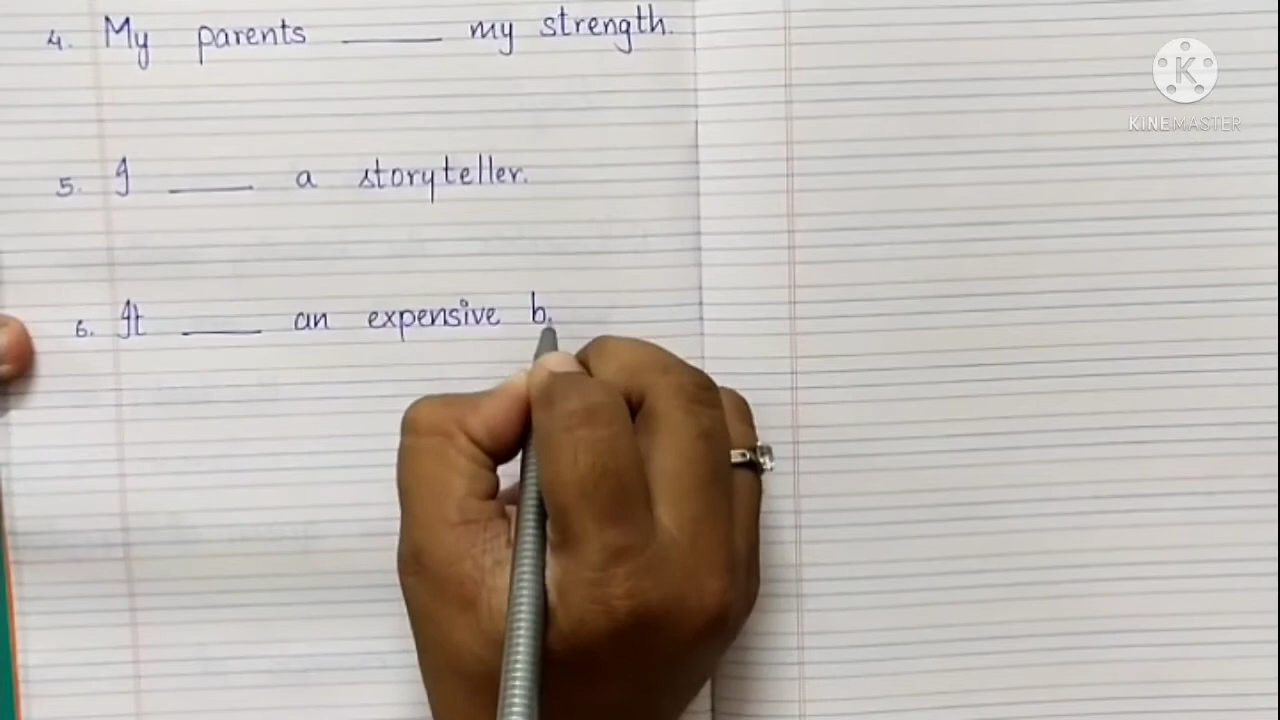 4. My parents ____ my strength.
5. I ____ a storyteller.
6. It ____ an expensive b
K
KINEMASTER